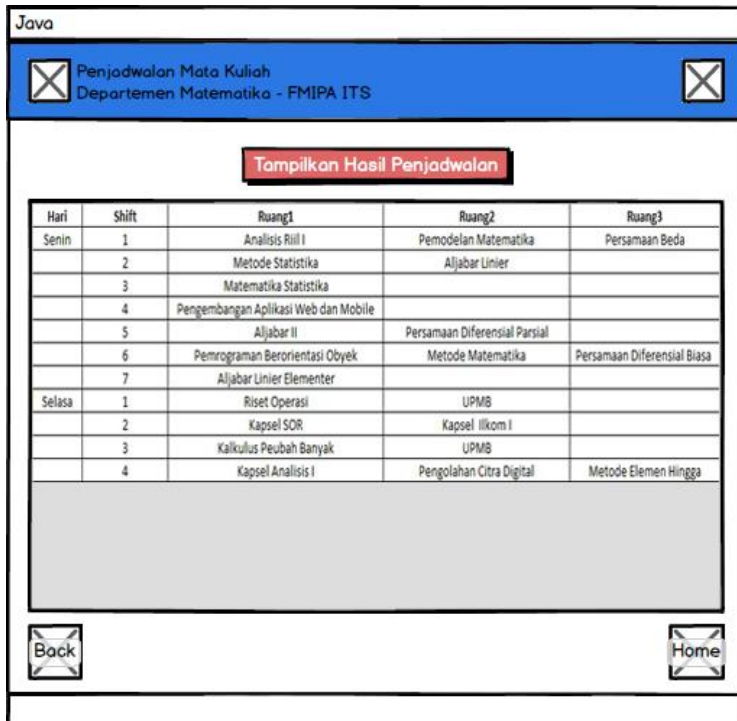 Java
Penjadwalan Mata Kuliah
Departemen Matematika - FMIPA ITS
Tampilkan Hasil Penjadwalan
Hari Shift Ruang1 Ruang2 Ruang3
Senin 1 Analisis Riil I Pemodelan Matematika Persamaan Beda
2 Metode Statistika Aljabar Linier
3 Matematika Statistika
4 Pengembangan Aplikasi Web dan Mobile
5 Aljabar II Persamaan Diferensial Parsial
6 Pemrograman Berorientasi Obyek Metode Matematika Persamaan Diferensial Biasa
7 Aljabar Linier Elementer
Selasa 1 Riset Operasi UPMB
2 Kapsel SOR Kapsel Ilkom I
3 Kalkulus Peubah Banyak UPMB
4 Kapsel Analisis I Pengolahan Citra Digital Metode Elemen Hingga
Back Home